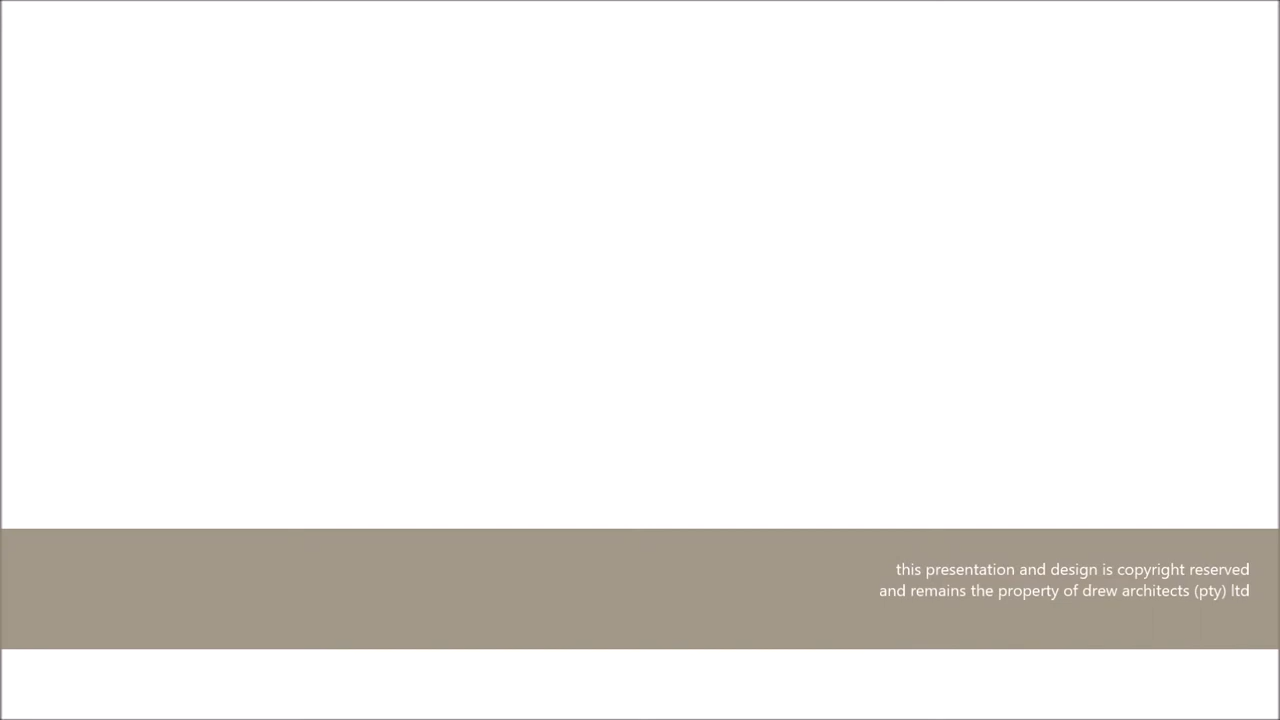 this presentation and design is copyright reserved
and remains the property of drew architects (pty) ltd